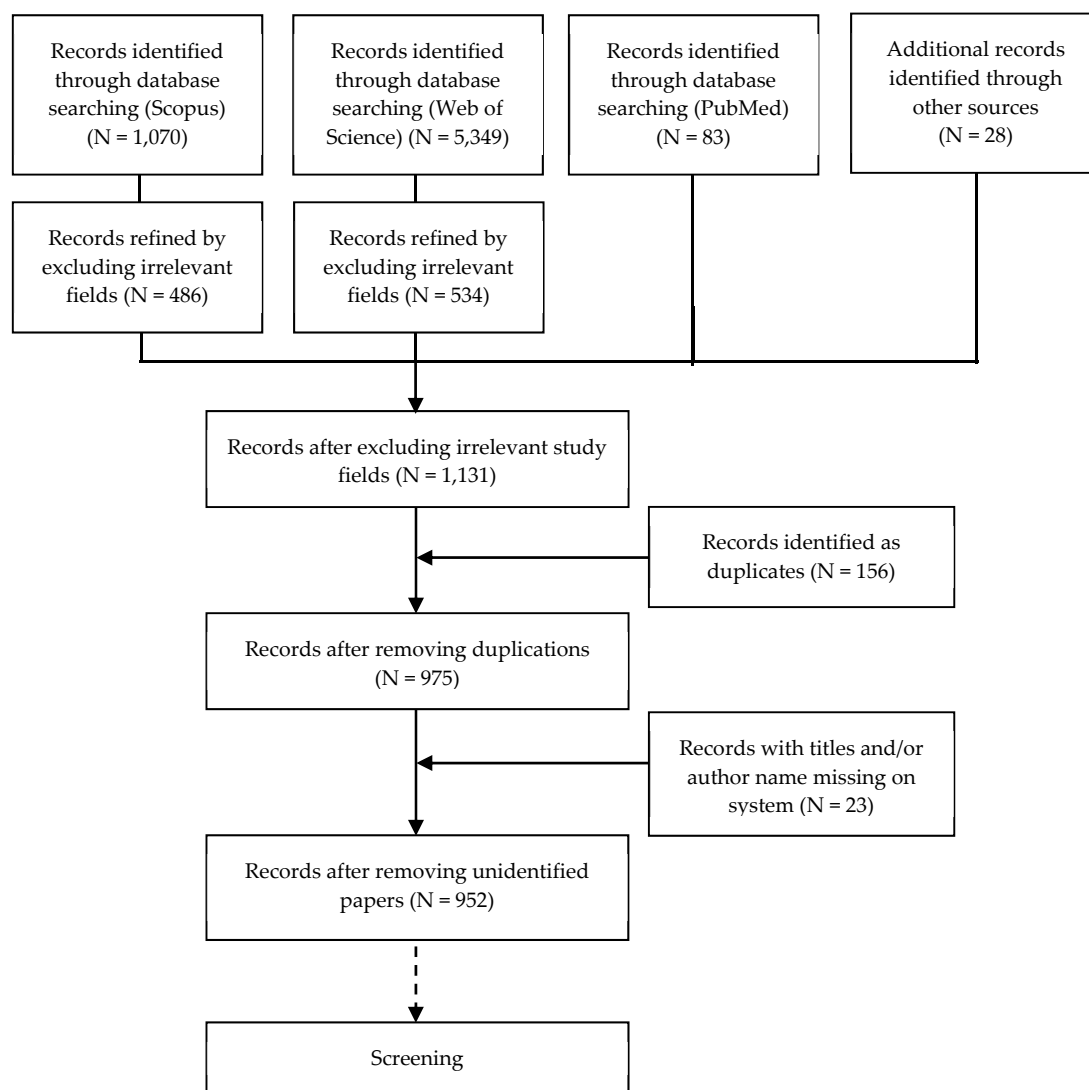 Records identified
through database
searching (Scopus)
(N = 1,070)
Records identified
through database
searching (Web of
Science) (N = 5,349)
Records identified
through database
searching (PubMed)
(N = 83)
Additional records
identified through
other sources
(N = 28)
Records refined by
excluding irrelevant
fields (N = 486)
Records refined by
excluding irrelevant
fields (N = 534)
Records after excluding irrelevant study
fields (N = 1,131)
Records identified as
duplicates (N = 156)
Records after removing duplications
(N = 975)
Records with titles and/or
author name missing on
system (N = 23)
Records after removing unidentified
papers (N = 952)
Screening